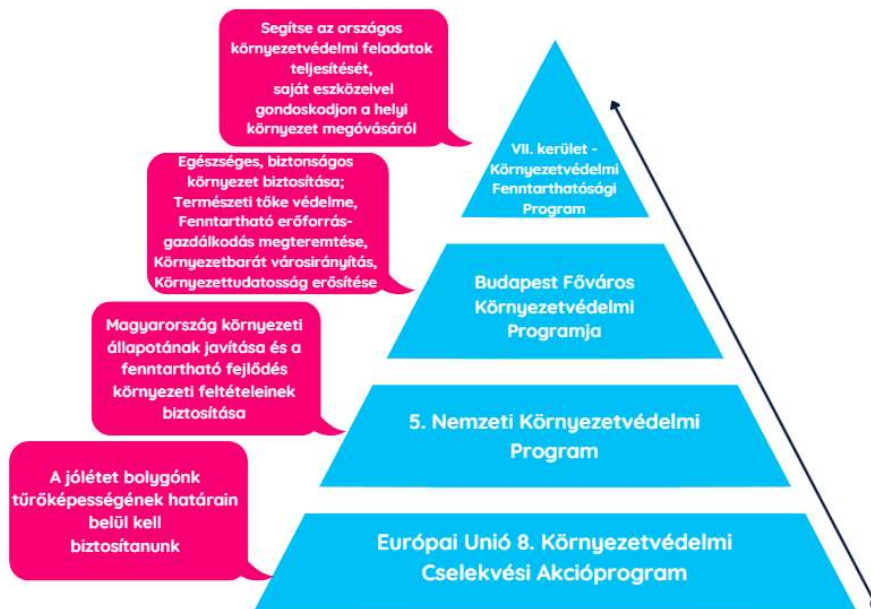 Segítse az országos
környezetvédelmi feladatok
teljesítését,
saját eszközeivel
gondoskodjon a helyi
környezet megóvásáról
VII. kerület -
Környezetvédelmi
Fenntarthatósági
Program
Egészséges, biztonságos
környezet biztosítása;
Természeti tőke védelme,
Fenntartható erőforrás-
gazdálkodás megteremtése,
Környezetbarát városirányítás,
Környezettudatosság erősítése
Budapest Főváros
Környezetvédelmi
Programja
Magyarország környezeti
állapotának javítása és a
fenntartható fejlődés
környezeti feltételeinek
biztosítása
5. Nemzeti Környezetvédelmi
Program
A jólétet bolygónk
tűrőképességének határain
belül kell
biztosítanunk
Európai Unió 8. Környezetvédelmi
Cselekvési Akcióprogram